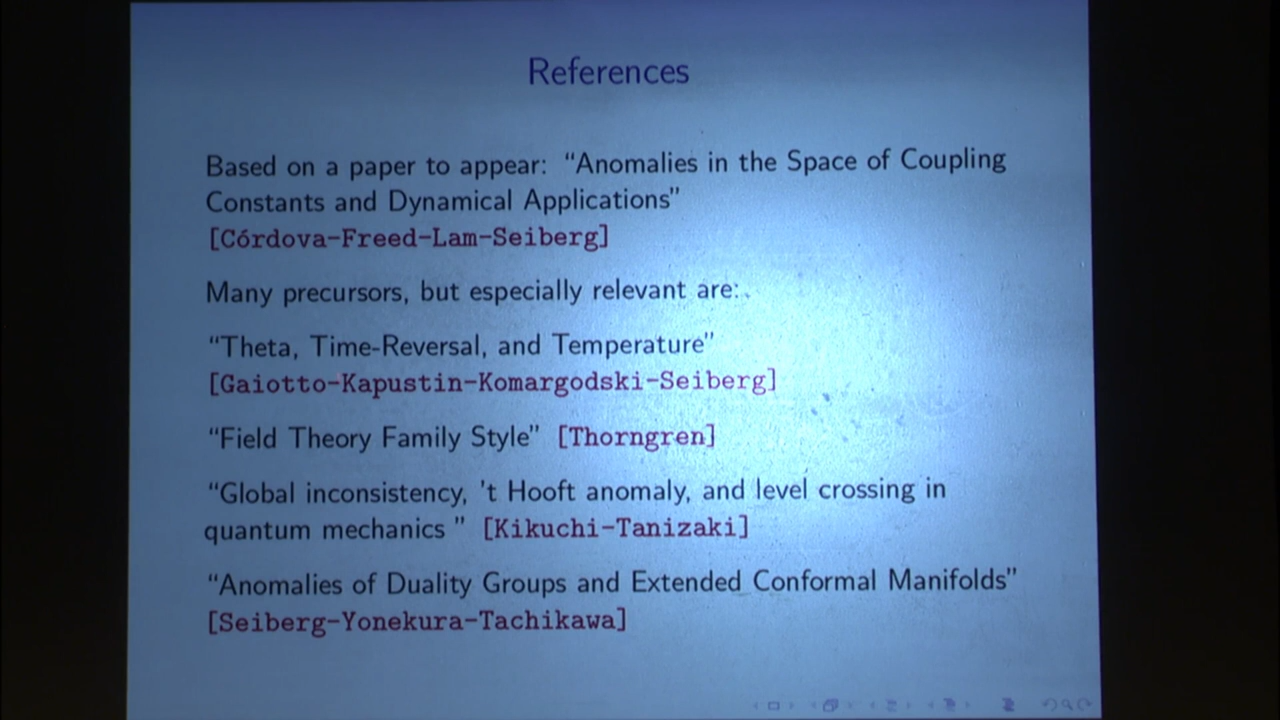 References
Based on a paper to appear: “Anomalies in the Space of Coupling
Constants and Dynamical Applications”
[Córdova-Freed-Lam-Seiberg]
Many precursors, but especially relevant are:
“Theta, Time-Reversal, and Temperature”
[Gaiotto-Kapustin-Komargodski-Seiberg]
“Field Theory Family Style” [Thorngren]
“Global inconsistency, 't Hooft anomaly, and level crossing in
quantum mechanics ” [Kikuchi-Tanizaki]
“Anomalies of Duality Groups and Extended Conformal Manifolds”
[Seiberg-Yonekura-Tachikawa]